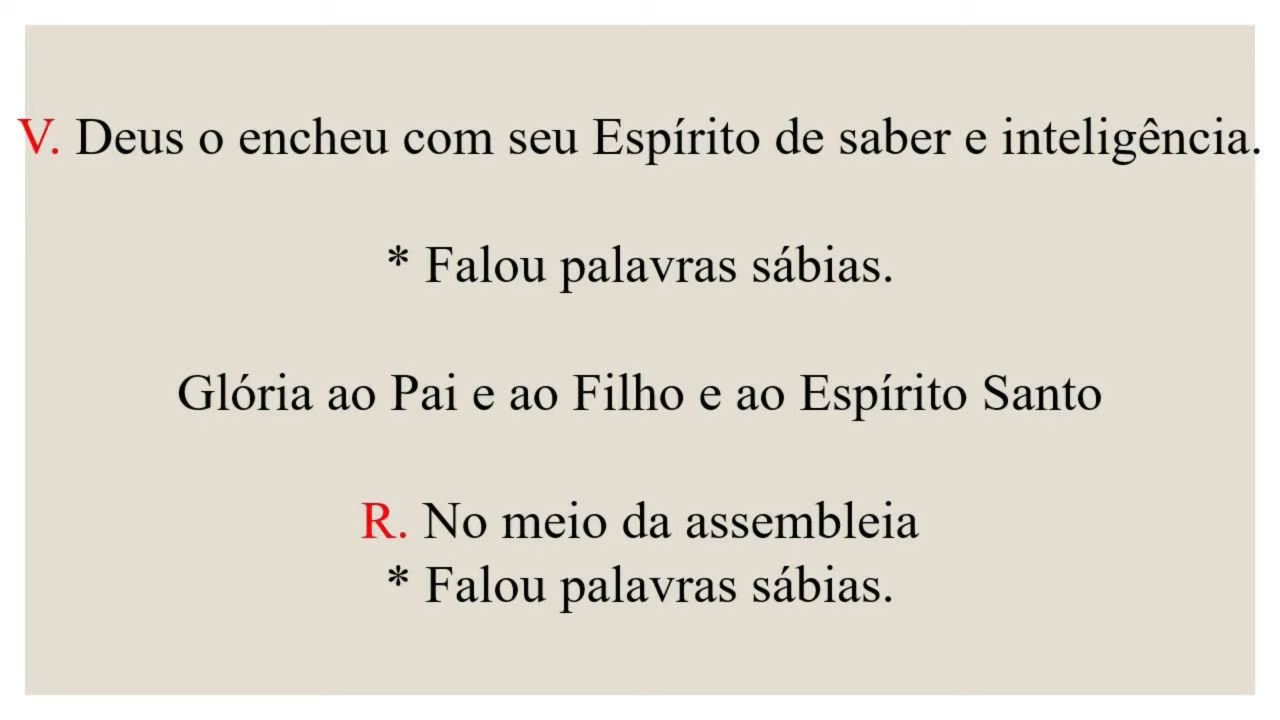 V. Deus o encheu com seu Espírito de saber e inteligência.
* Falou palavras sábias.
Glória ao Pai e ao Filho e ao Espírito Santo
R. No meio da assembleia
* Falou palavras sábias.